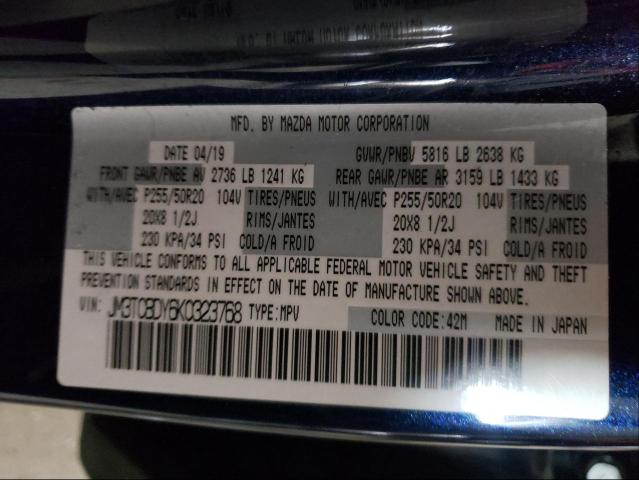 MFD. BY MAZDA MOTOR CORPORATION
DATE 04/19 GVWR/PNBV 5816 LB 2638 KG
FRONT GAWR/PNBE AV 2736 LB 1241 KG REAR GAWR/PNBE AR 3159 LB 1433 KG
WITH/AVEC P255/50R20 104V TIRES/PNEUS WITH/AVEC P255/50R20 104V TIRES/PNEUS
20X8 1/2J RIMS/JANTES 20X8 1/2J RIMS/JANTES
230 KPA/34 PSI COLD/A FROID 230 KPA/34 PSI COLD/A FROID
THIS VEHICLE CONFORMS TO ALL APPLICABLE FEDERAL MOTOR VEHICLE SAFETY AND THEFT
PREVENTION STANDARDS IN EFFECT ON THE DATE OF MANUFACTURE SHOWN ABOVE.
VIN: JM3TCBDY6K0323768 TYPE:MPV COLOR CODE:42M MADE IN JAPAN